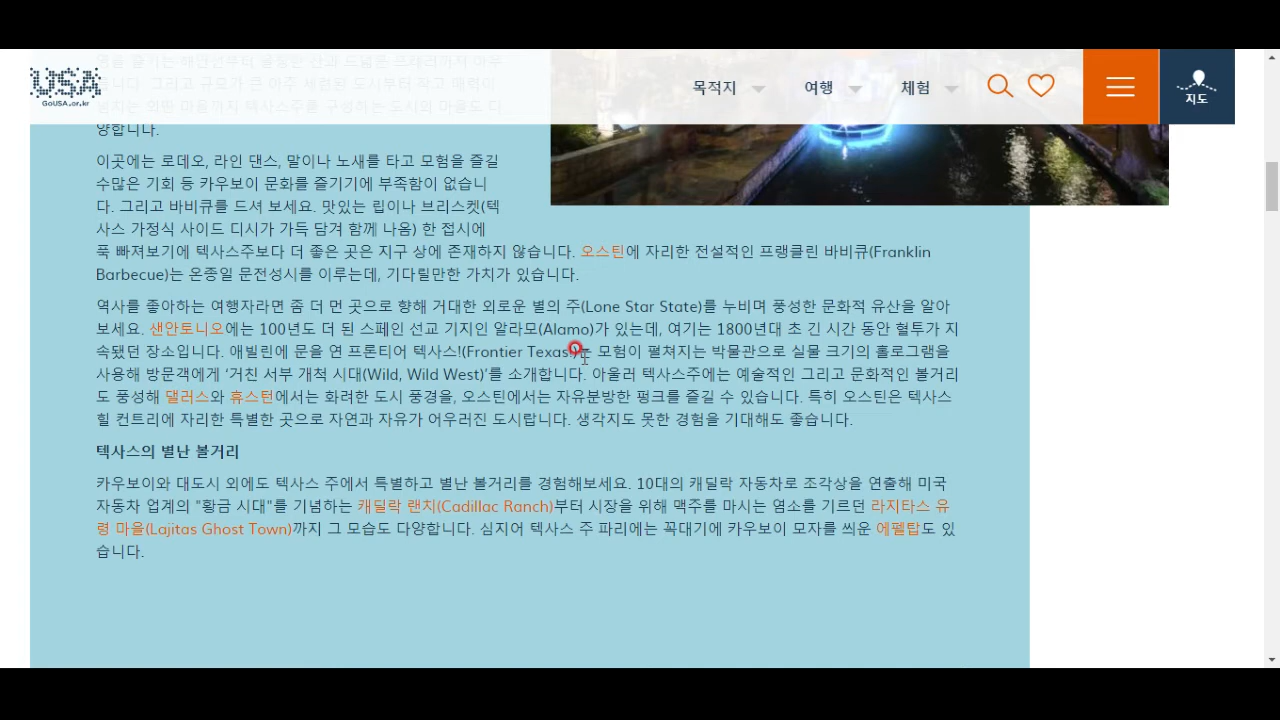 USA
GoUSA.or.kr
목적지
여행
체험
지도
양합니다.
이곳에는 로데오, 라인 댄스, 말이나 노새를 타고 모험을 즐길
수많은 기회 등 카우보이 문화를 즐기기에 부족함이 없습니
다. 그리고 바비큐를 드셔 보세요. 맛있는 립이나 브리스켓(텍
사스 가정식 사이드 디시가 가득 담겨 함께 나옴) 한 접시에
푹 빠져보기에 텍사스주보다 더 좋은 곳은 지구 상에 존재하지 않습니다. 오스틴에 자리한 전설적인 프랭클린 바비큐(Franklin
Barbecue)는 온종일 문전성시를 이루는데, 기다릴만한 가치가 있습니다.
역사를 좋아하는 여행자라면 좀 더 먼 곳으로 향해 거대한 외로운 별의 주(Lone Star State)를 누비며 풍성한 문화적 유산을 알아
보세요. 샌안토니오에는 100년도 더 된 스페인 선교 기지인 알라모(Alamo)가 있는데, 여기는 1800년대 초 긴 시간 동안 혈투가 지
속됐던 장소입니다. 애빌린에 문을 연 프론티어 텍사스!(Frontier Texas!)는 모험이 펼쳐지는 박물관으로 실물 크기의 홀로그램을
사용해 방문객에게 ‘거친 서부 개척 시대(Wild, Wild West)’를 소개합니다. 아울러 텍사스주에는 예술적인 그리고 문화적인 볼거리
도 풍성해 댈러스와 휴스턴에서는 화려한 도시 풍경을, 오스틴에서는 자유분방한 펑크를 즐길 수 있습니다. 특히 오스틴은 텍사스
힐 컨트리에 자리한 특별한 곳으로 자연과 자유가 어우러진 도시랍니다. 생각지도 못한 경험을 기대해도 좋습니다.
텍사스의 별난 볼거리
카우보이와 대도시 외에도 텍사스 주에서 특별하고 별난 볼거리를 경험해보세요. 10대의 캐딜락 자동차로 조각상을 연출해 미국
자동차 업계의 "황금 시대"를 기념하는 캐딜락 랜치(Cadillac Ranch)부터 시장을 위해 맥주를 마시는 염소를 기르던 라지타스 유
령 마을(Lajitas Ghost Town)까지 그 모습도 다양합니다. 심지어 텍사스 주 파리에는 꼭대기에 카우보이 모자를 씌운 에펠탑도 있
습니다.